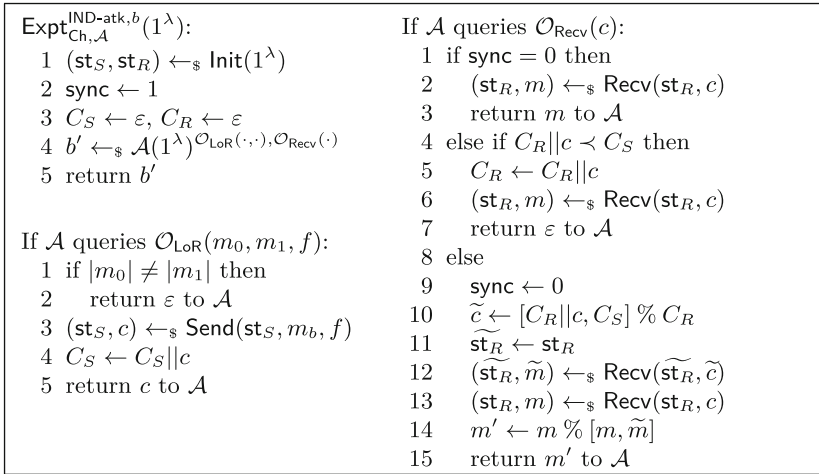 Expt^{IND-atk,b}_{Ch,𝒜}(1^λ):
1 (st_S, st_R) ←_$ Init(1^λ)
2 sync ← 1
3 C_S ← ε, C_R ← ε
4 b′ ←_$ 𝒜(1^λ)^{𝒪_LoR(·,·),𝒪_Recv(·)}
5 return b′
If 𝒜 queries 𝒪_LoR(m_0, m_1, f):
1 if |m_0| ≠ |m_1| then
2 return ε to 𝒜
3 (st_S, c) ←_$ Send(st_S, m_b, f)
4 C_S ← C_S||c
5 return c to 𝒜
If 𝒜 queries 𝒪_Recv(c):
1 if sync = 0 then
2 (st_R, m) ←_$ Recv(st_R, c)
3 return m to 𝒜
4 else if C_R||c ≺ C_S then
5 C_R ← C_R||c
6 (st_R, m) ←_$ Recv(st_R, c)
7 return ε to 𝒜
8 else
9 sync ← 0
10 c̃ ← [C_R||c, C_S] % C_R
11 s̃t_R ← st_R
12 (s̃t_R, m̃) ←_$ Recv(s̃t_R, c̃)
13 (st_R, m) ←_$ Recv(st_R, c)
14 m′ ← m % [m, m̃]
15 return m′ to 𝒜